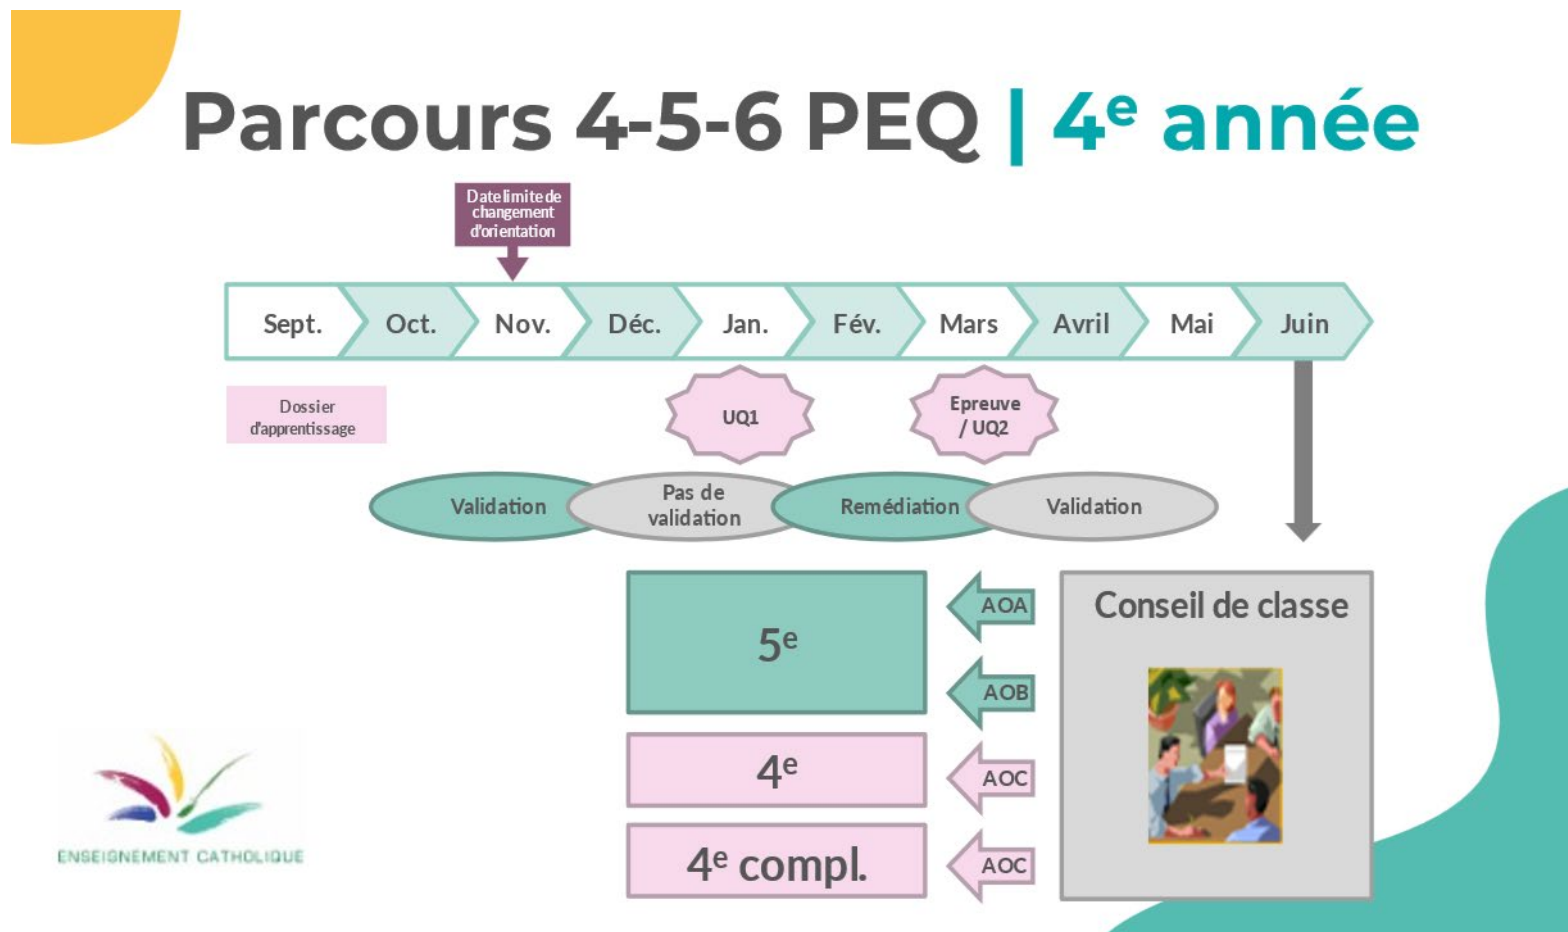 Parcours 4-5-6 PEQ | 4e année
Date limite de
changement
d'orientation
Sept.
Oct.
Nov.
Déc.
Jan.
Fév.
Mars
Avril
Mai
Juin
Dossier
d'apprentissage
UQ1
Epreuve
/ UQ2
Validation
Pas de
validation
Remédiation
Validation
5e
AOA
AOB
Conseil de classe
4e
AOC
4e compl.
AOC
ENSEIGNEMENT CATHOLIQUE